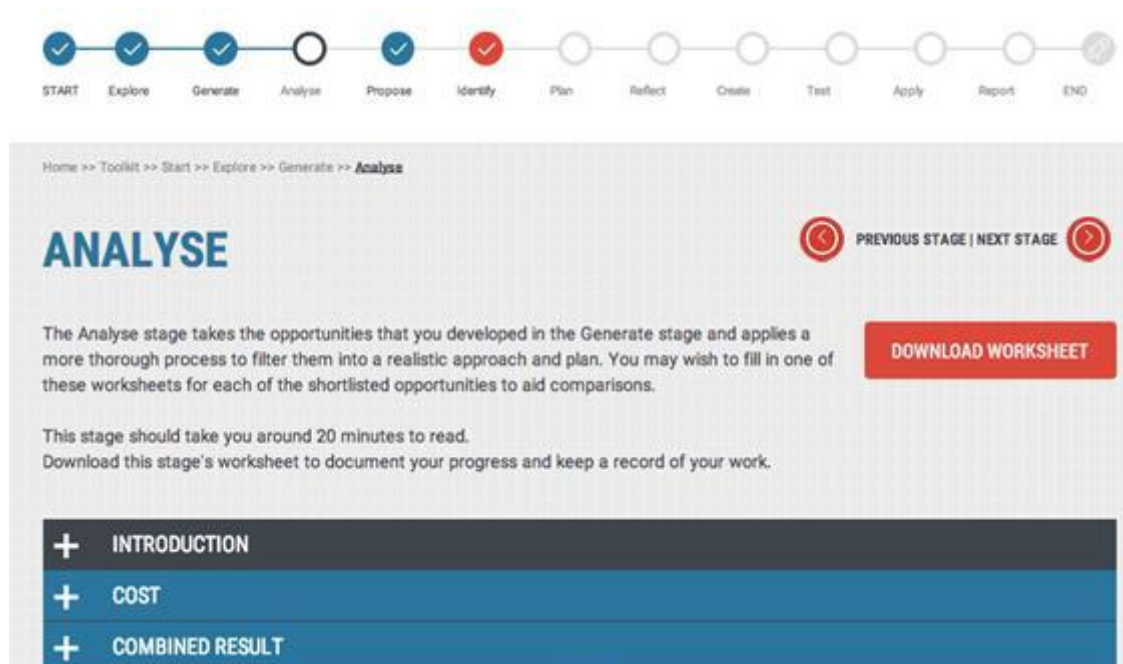 START Explore Generate Analyse Propose Identify Plan Reflect Create Test Apply Report END
Home >> Toolkit >> Start >> Explore >> Generate >> Analyse
ANALYSE
PREVIOUS STAGE | NEXT STAGE
The Analyse stage takes the opportunities that you developed in the Generate stage and applies a
more thorough process to filter them into a realistic approach and plan. You may wish to fill in one of
these worksheets for each of the shortlisted opportunities to aid comparisons.
DOWNLOAD WORKSHEET
This stage should take you around 20 minutes to read.
Download this stage's worksheet to document your progress and keep a record of your work.
INTRODUCTION
COST
COMBINED RESULT